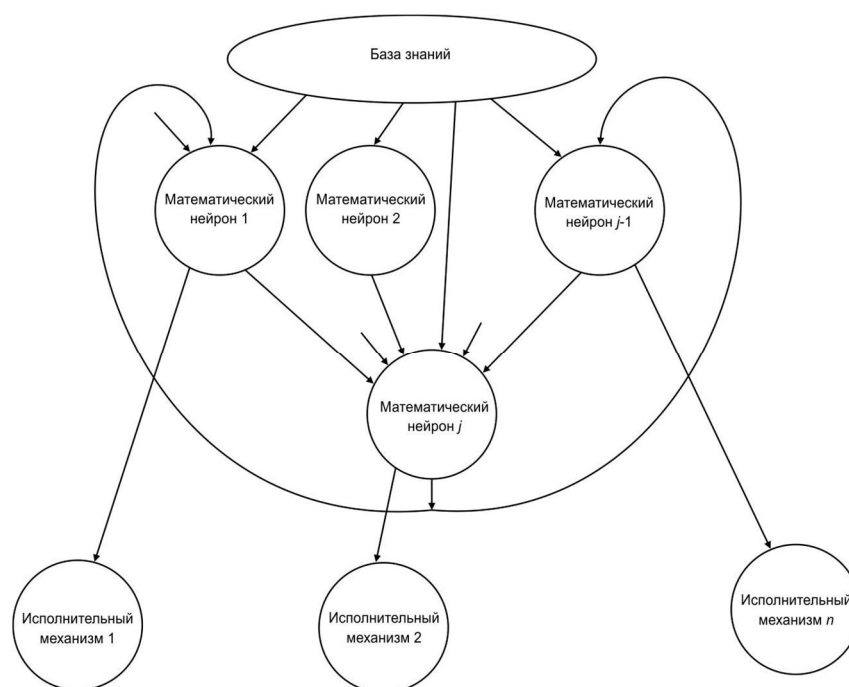 База знаний
Математический
нейрон 1
Математический
нейрон 2
Математический
нейрон j-1
Математический
нейрон j
Исполнительный
механизм 1
Исполнительный
механизм 2
Исполнительный
механизм n